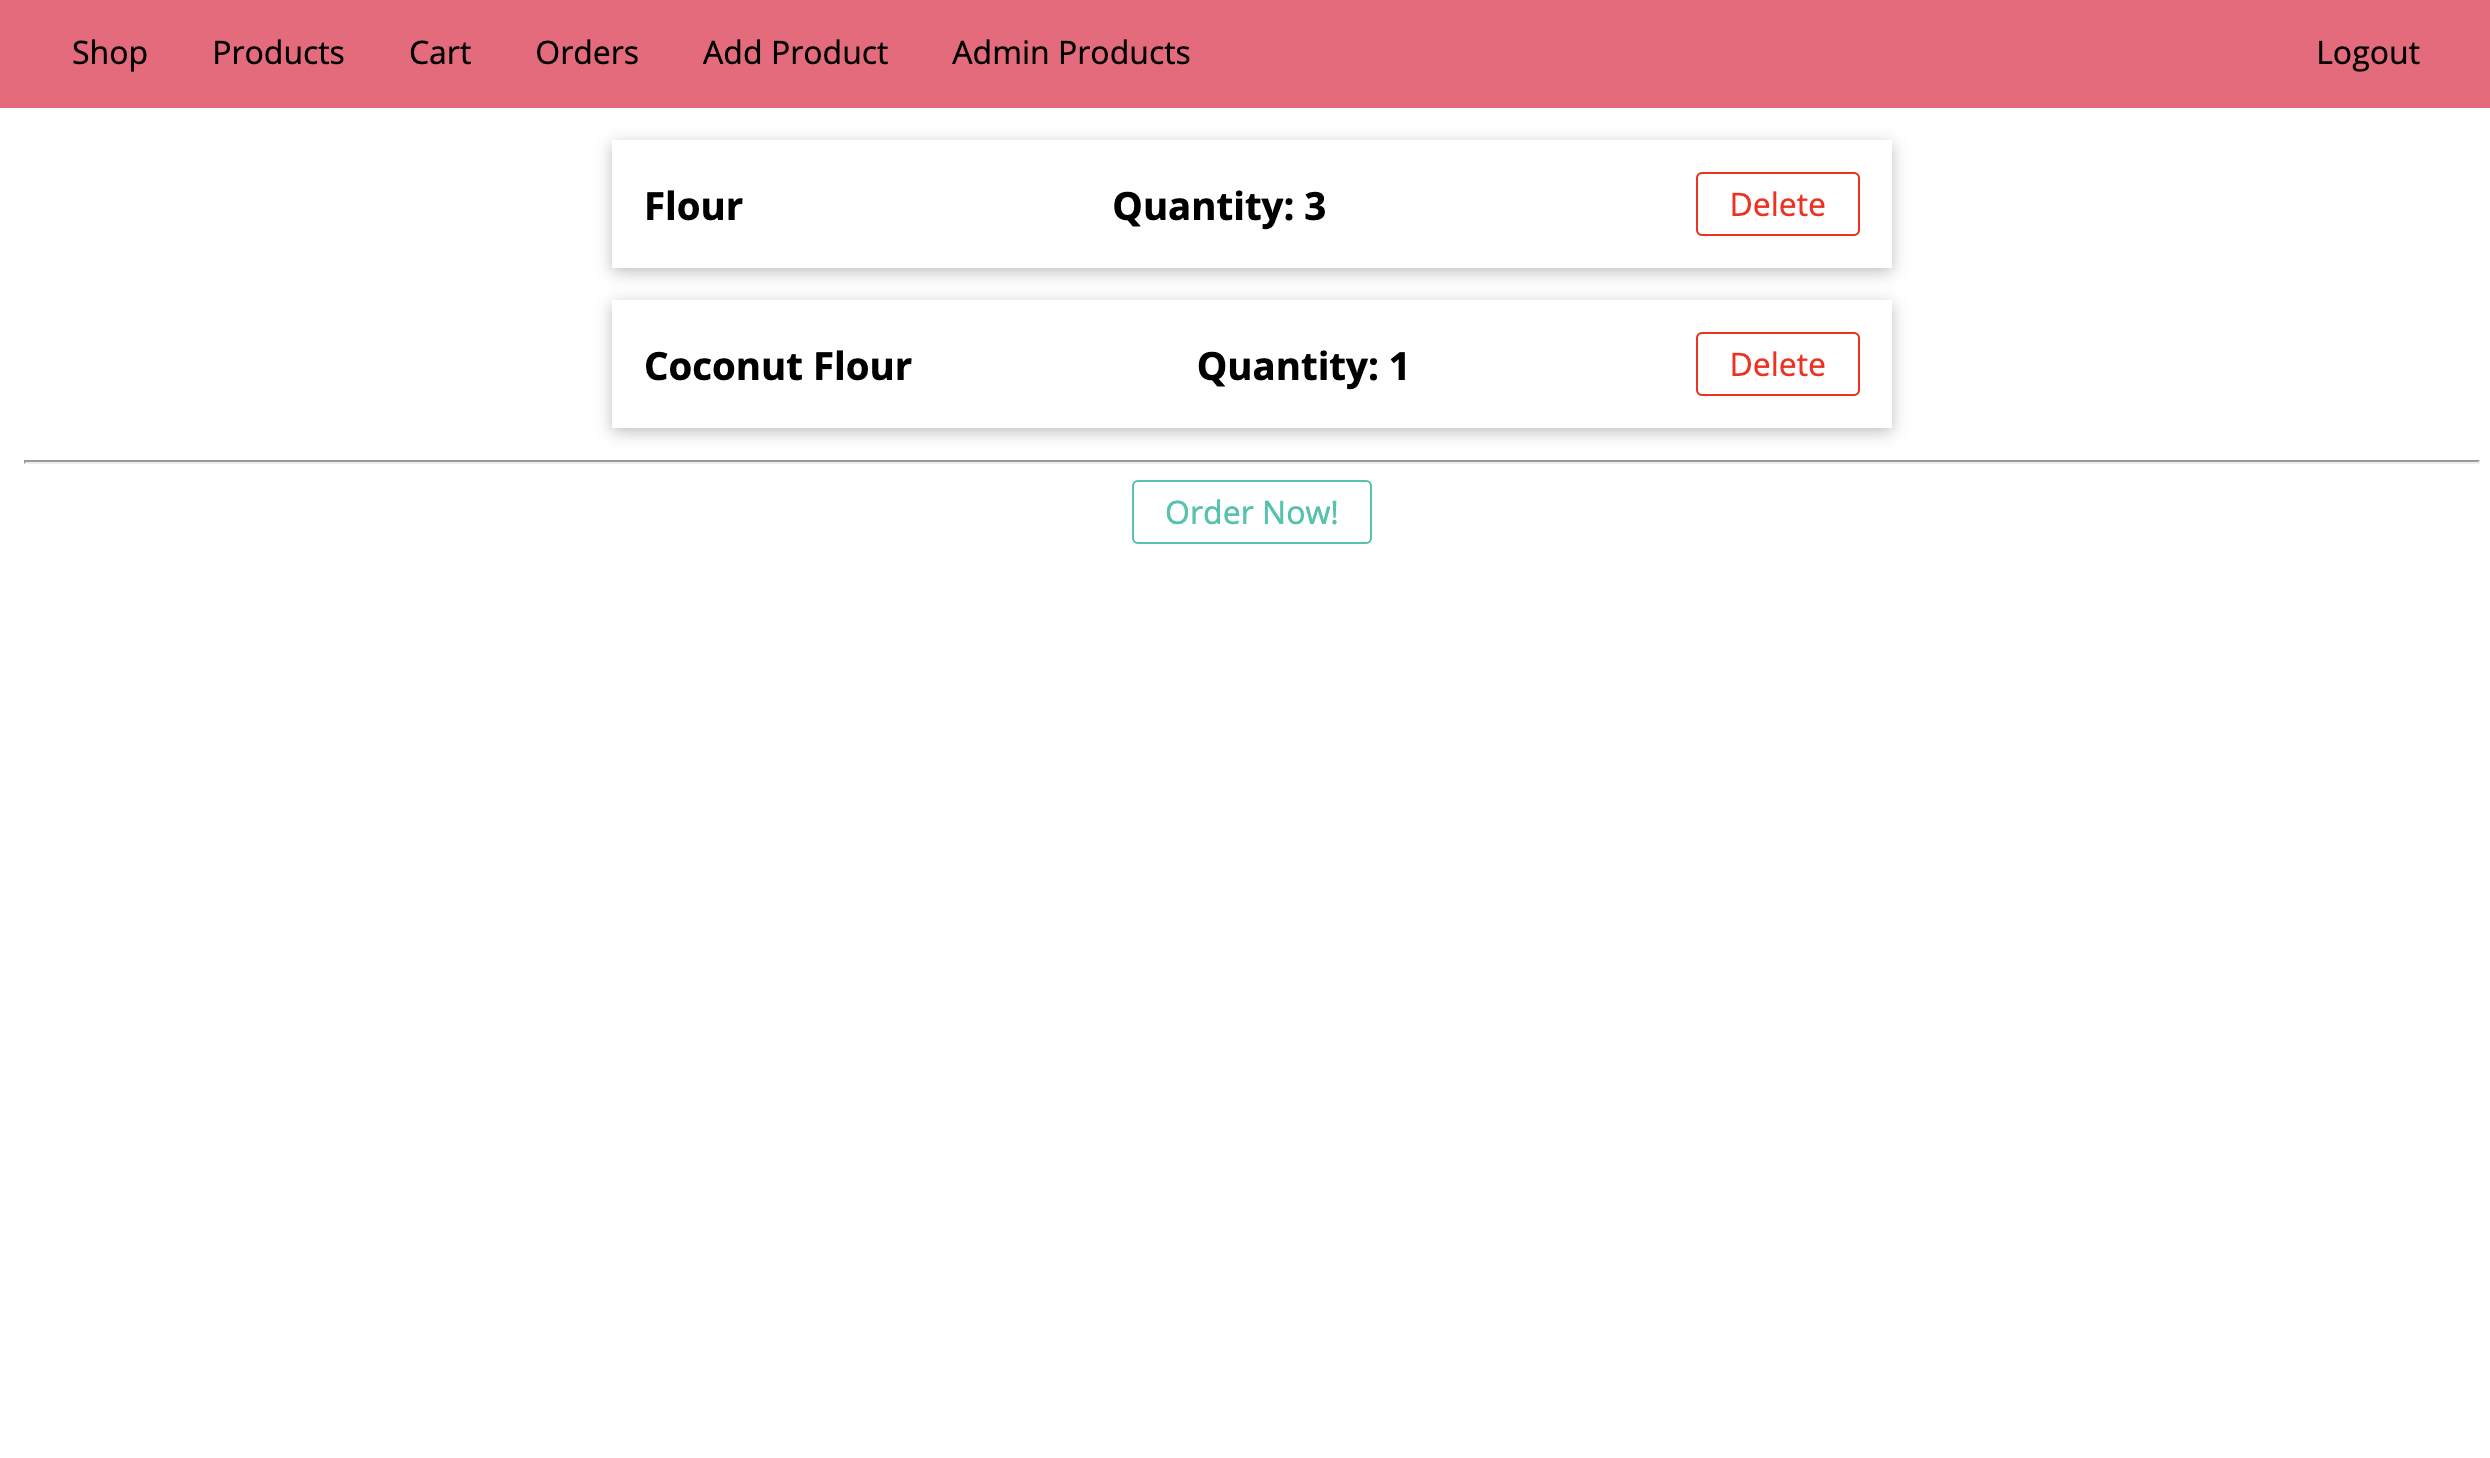 Shop Products Cart Orders Add Product Admin Products Logout
Flour Quantity: 3 Delete
Coconut Flour Quantity: 1 Delete
Order Now!